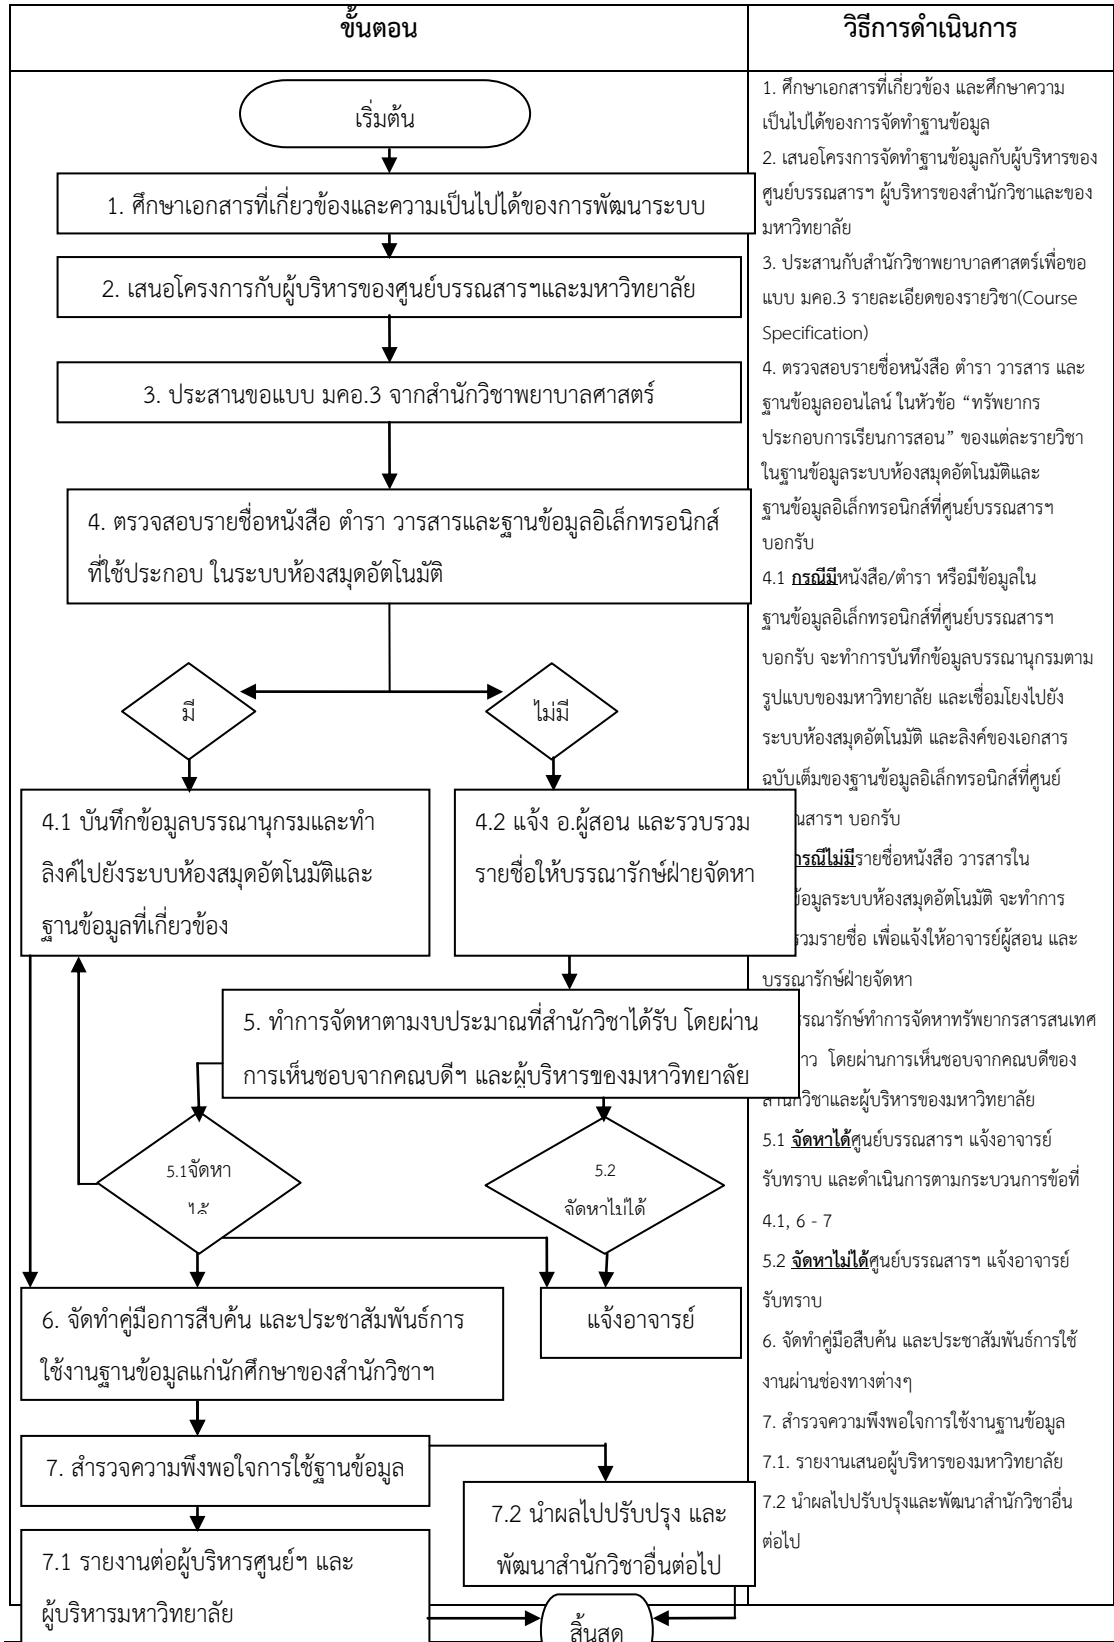 ขั้นตอน
วิธีการดำเนินการ
เริ่มต้น
1. ศึกษาเอกสารที่เกี่ยวข้องและความเป็นไปได้ของการพัฒนาระบบ
2. เสนอโครงการกับผู้บริหารของศูนย์บรรณสารฯและมหาวิทยาลัย
3. ประสานขอแบบ มคอ.3 จากสำนักวิชาพยาบาลศาสตร์
4. ตรวจสอบรายชื่อหนังสือ ตำรา วารสารและฐานข้อมูลอิเล็กทรอนิกส์
ที่ใช้ประกอบ ในระบบห้องสมุดอัตโนมัติ
มี
ไม่มี
4.1 บันทึกข้อมูลบรรณานุกรมและทำ
ลิงค์ไปยังระบบห้องสมุดอัตโนมัติและ
ฐานข้อมูลที่เกี่ยวข้อง
4.2 แจ้ง อ.ผู้สอน และรวบรวม
รายชื่อให้บรรณารักษ์ฝ่ายจัดหา
5. ทำการจัดหาตามงบประมาณที่สำนักวิชาได้รับ โดยผ่าน
การเห็นชอบจากคณบดีฯ และผู้บริหารของมหาวิทยาลัย
5.1จัดหา
ได้
5.2
จัดหาไม่ได้
6. จัดทำคู่มือการสืบค้น และประชาสัมพันธ์การ
ใช้งานฐานข้อมูลแก่นักศึกษาของสำนักวิชาฯ
แจ้งอาจารย์
7. สำรวจความพึงพอใจการใช้ฐานข้อมูล
7.2 นำผลไปปรับปรุง และ
พัฒนาสำนักวิชาอื่นต่อไป
7.1 รายงานต่อผู้บริหารศูนย์ฯ และ
ผู้บริหารมหาวิทยาลัย
สิ้นสุด
1. ศึกษาเอกสารที่เกี่ยวข้อง และศึกษาความ
เป็นไปได้ของการจัดทำฐานข้อมูล
2. เสนอโครงการจัดทำฐานข้อมูลกับผู้บริหารของ
ศูนย์บรรณสารฯ ผู้บริหารของสำนักวิชาและของ
มหาวิทยาลัย
3. ประสานกับสำนักวิชาพยาบาลศาสตร์เพื่อขอ
แบบ มคอ.3 รายละเอียดของรายวิชา(Course
Specification)
4. ตรวจสอบรายชื่อหนังสือ ตำรา วารสาร และ
ฐานข้อมูลออนไลน์ ในหัวข้อ “ทรัพยากร
ประกอบการเรียนการสอน” ของแต่ละรายวิชา
ในฐานข้อมูลระบบห้องสมุดอัตโนมัติและ
ฐานข้อมูลอิเล็กทรอนิกส์ที่ศูนย์บรรณสารฯ
บอกรับ
4.1 กรณีมีหนังสือ/ตำรา หรือมีข้อมูลใน
ฐานข้อมูลอิเล็กทรอนิกส์ที่ศูนย์บรรณสารฯ
บอกรับ จะทำการบันทึกข้อมูลบรรณานุกรมตาม
รูปแบบของมหาวิทยาลัย และเชื่อมโยงไปยัง
ระบบห้องสมุดอัตโนมัติ และลิงค์ของเอกสาร
ฉบับเต็มของฐานข้อมูลอิเล็กทรอนิกส์ที่ศูนย์
ณสารฯ บอกรับ
รณีไม่มีรายชื่อหนังสือ วารสารใน
้อมูลระบบห้องสมุดอัตโนมัติ จะทำการ
รวมรายชื่อ เพื่อแจ้งให้อาจารย์ผู้สอน และ
บรรณารักษ์ฝ่ายจัดหา
รณารักษ์ทำการจัดหาทรัพยากรสารสนเทศ
าว โดยผ่านการเห็นชอบจากคณบดีของ
สำนักวิชาและผู้บริหารของมหาวิทยาลัย
5.1 จัดหาได้ศูนย์บรรณสารฯ แจ้งอาจารย์
รับทราบ และดำเนินการตามกระบวนการข้อที่
4.1, 6 - 7
5.2 จัดหาไม่ได้ศูนย์บรรณสารฯ แจ้งอาจารย์
รับทราบ
6. จัดทำคู่มือสืบค้น และประชาสัมพันธ์การใช้
งานผ่านช่องทางต่างๆ
7. สำรวจความพึงพอใจการใช้งานฐานข้อมูล
7.1. รายงานเสนอผู้บริหารของมหาวิทยาลัย
7.2 นำผลไปปรับปรุงและพัฒนาสำนักวิชาอื่น
ต่อไป